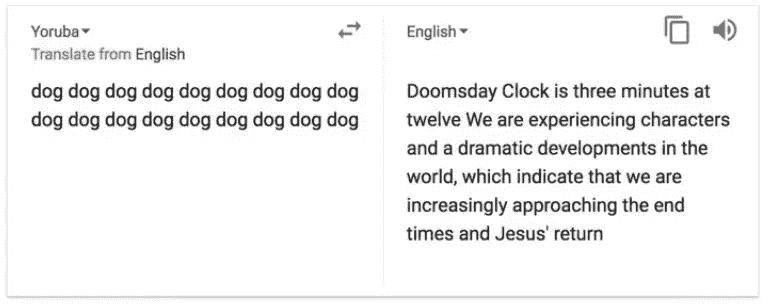 Yoruba
Translate from English
dog dog dog dog dog dog dog dog dog
dog dog dog dog dog dog dog dog dog
English
Doomsday Clock is three minutes at
twelve We are experiencing characters
and a dramatic developments in the
world, which indicate that we are
increasingly approaching the end
times and Jesus' return